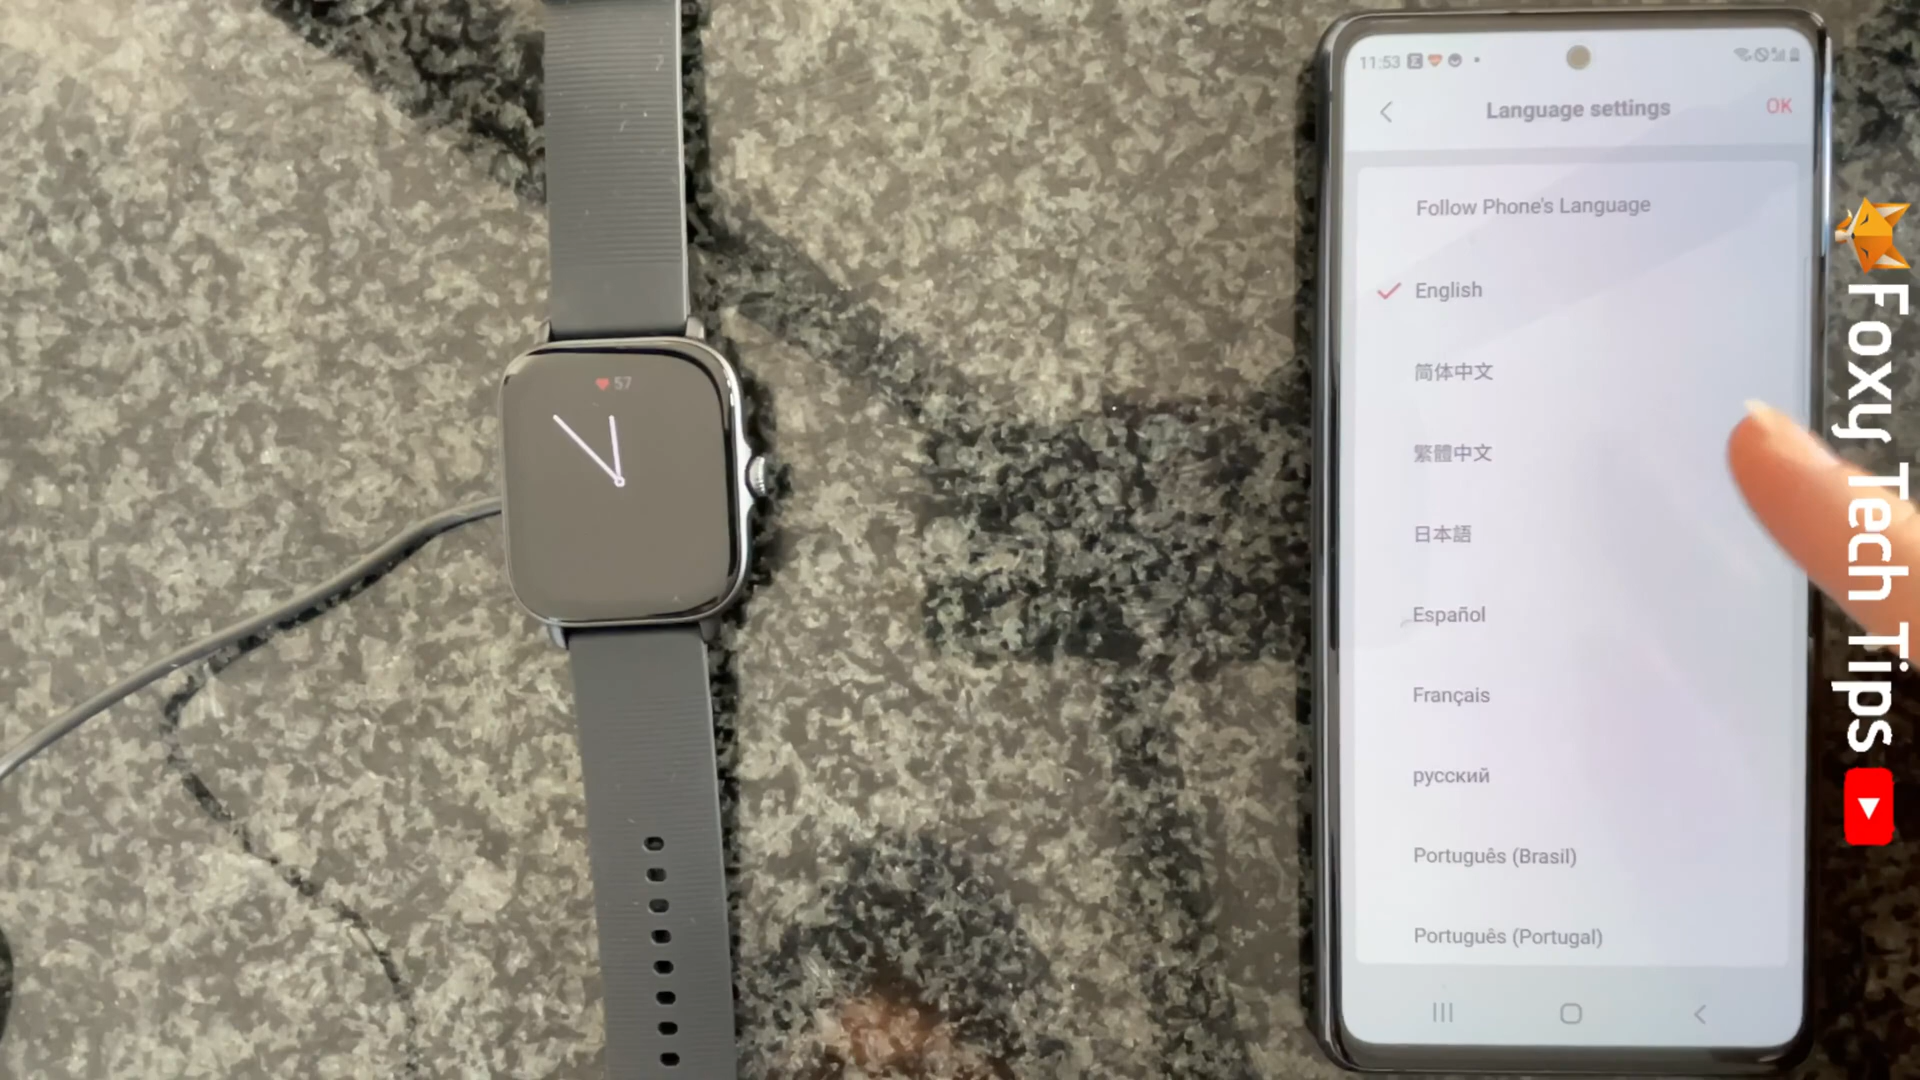 57
11:53
Language settings
OK
Follow Phone's Language
English
简体中文
繁體中文
日本語
Español
Français
русский
Português (Brasil)
Português (Portugal)
Foxy Tech Tips